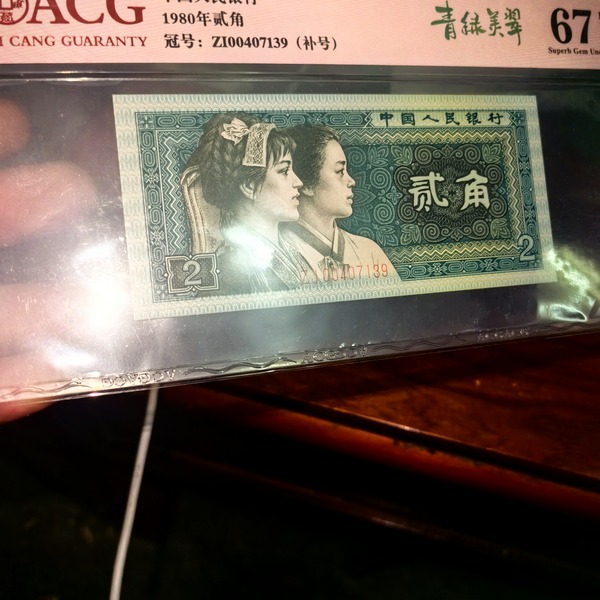 ACG
CANG GUARANTY
1980年贰角
冠号：ZI00407139（补号）
青绿美翠
67
Superb Gem Unc
中国人民银行
贰角
2
2
ZI00407139